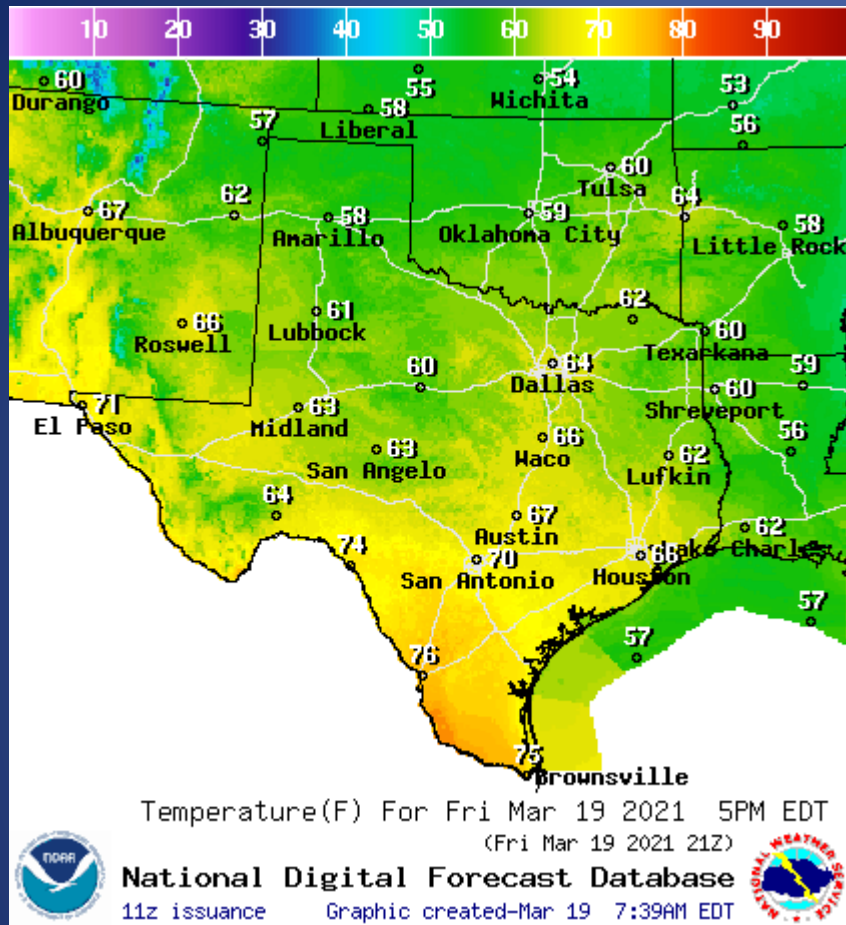 10 20 30 40 50 60 70 80 90
60 55 54 53
Durango Wichita
58
Liberal
57 56
60
Tulsa
67 62 58 59 64 58
Albuquerque Amarillo Oklahoma City Little Rock
66 61 62 60
Roswell Lubbock Texarkana
60 64 59
Dallas
71 63 60
El Paso Midland Shreveport
63 66 62 56
San Angelo Waco Lufkin
64 67 62
Austin
74 70 66 Lake Charles
San Antonio Houston
57 57
76
75
Brownsville
Temperature(F) For Fri Mar 19 2021 5PM EDT
(Fri Mar 19 2021 21Z)
National Digital Forecast Database
11z issuance Graphic created-Mar 19 7:39AM EDT
NOAA
NATIONAL WEATHER SERVICE